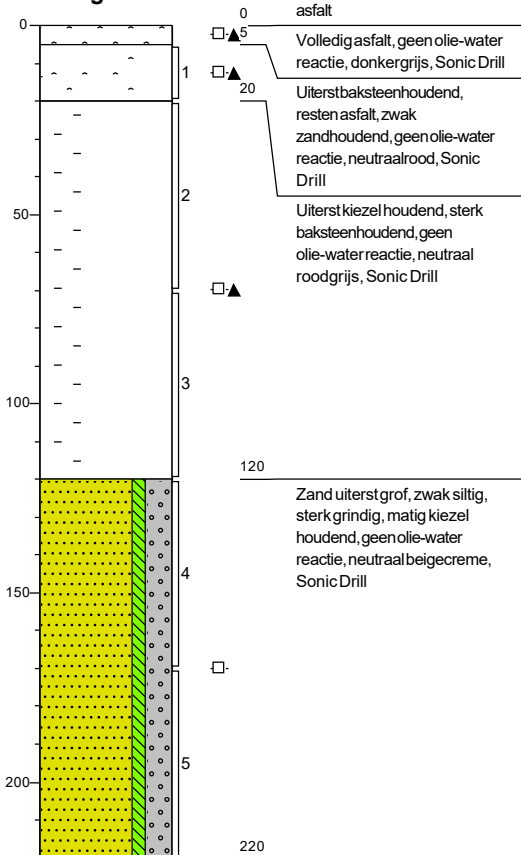 0
50
100
150
200
1
2
3
4
5
0
asfalt
5
Volledig asfalt, geen olie-water
reactie, donkergrijs, Sonic Drill
20
Uiterst baksteenhoudend,
resten asfalt, zwak
zandhoudend, geen olie-water
reactie, neutraalrood, Sonic
Drill
Uiterst kiezel houdend, sterk
baksteenhoudend, geen
olie-water reactie, neutraal
roodgrijs, Sonic Drill
120
Zand uiterst grof, zwak siltig,
sterk grindig, matig kiezel
houdend, geen olie-water
reactie, neutraal beigecreme,
Sonic Drill
220